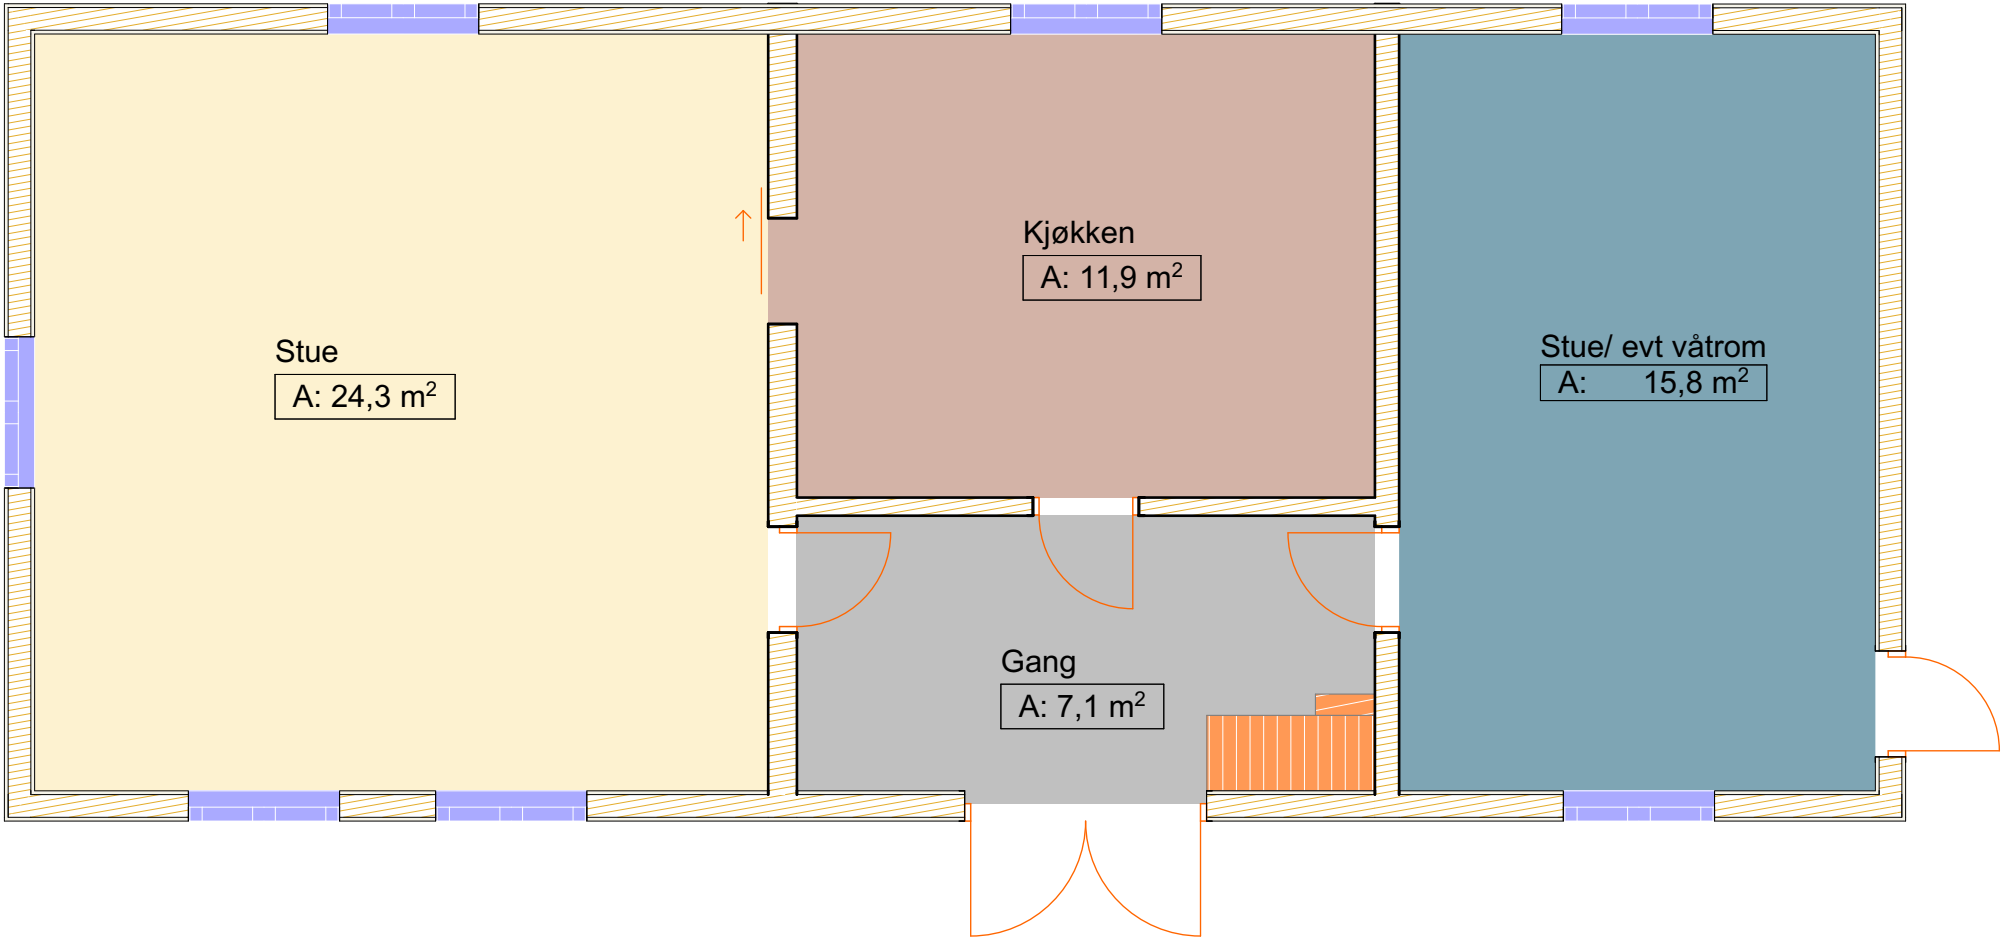 Stue
A: 24,3 m²
Kjøkken
A: 11,9 m²
Stue/ evt våtrom
A: 15,8 m²
Gang
A: 7,1 m²